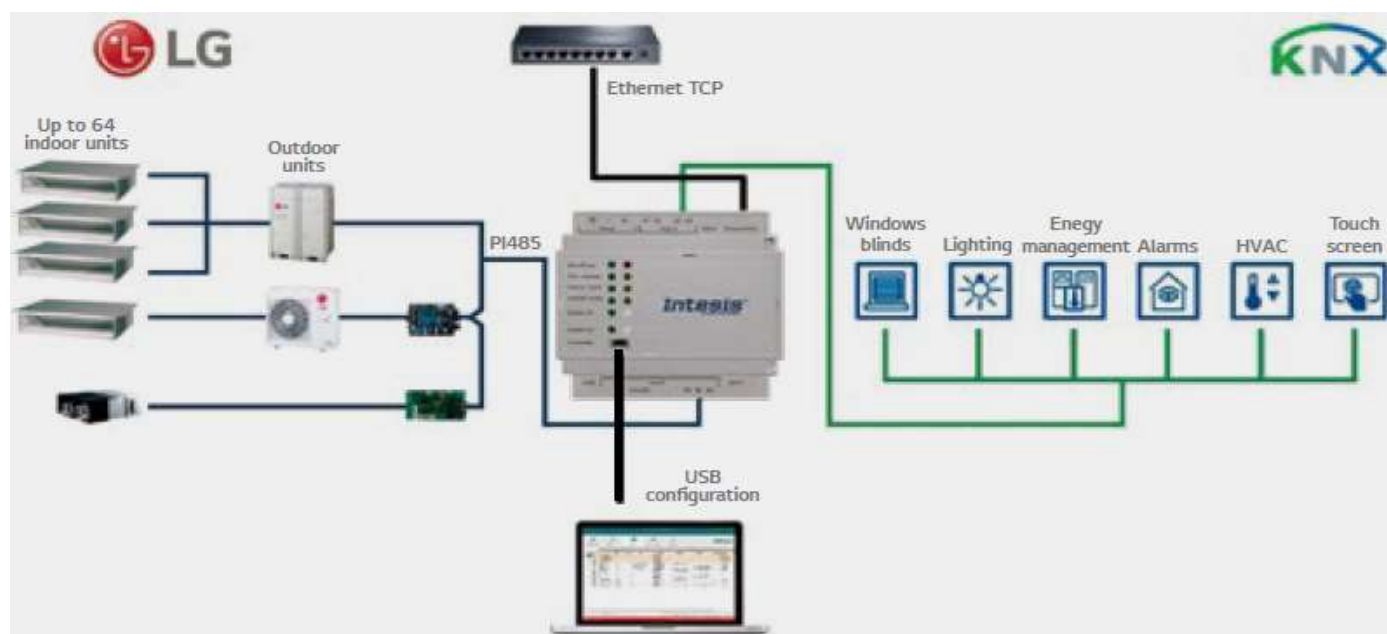 LG
KNX
Ethernet TCP
Up to 64
indoor units
Outdoor
units
PI485
Intesis
Windows
blinds
Lighting
Enegy
management
Alarms
HVAC
Touch
screen
USB
configuration